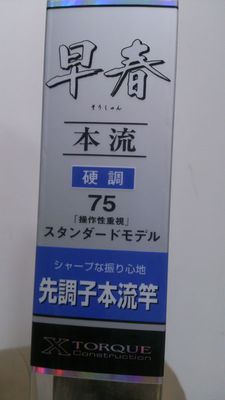 早春
そうしゅん
本流
硬調
75
「操作性重視」
スタンダードモデル
シャープな振り心地
先調子本流竿
X TORQUE
Construction